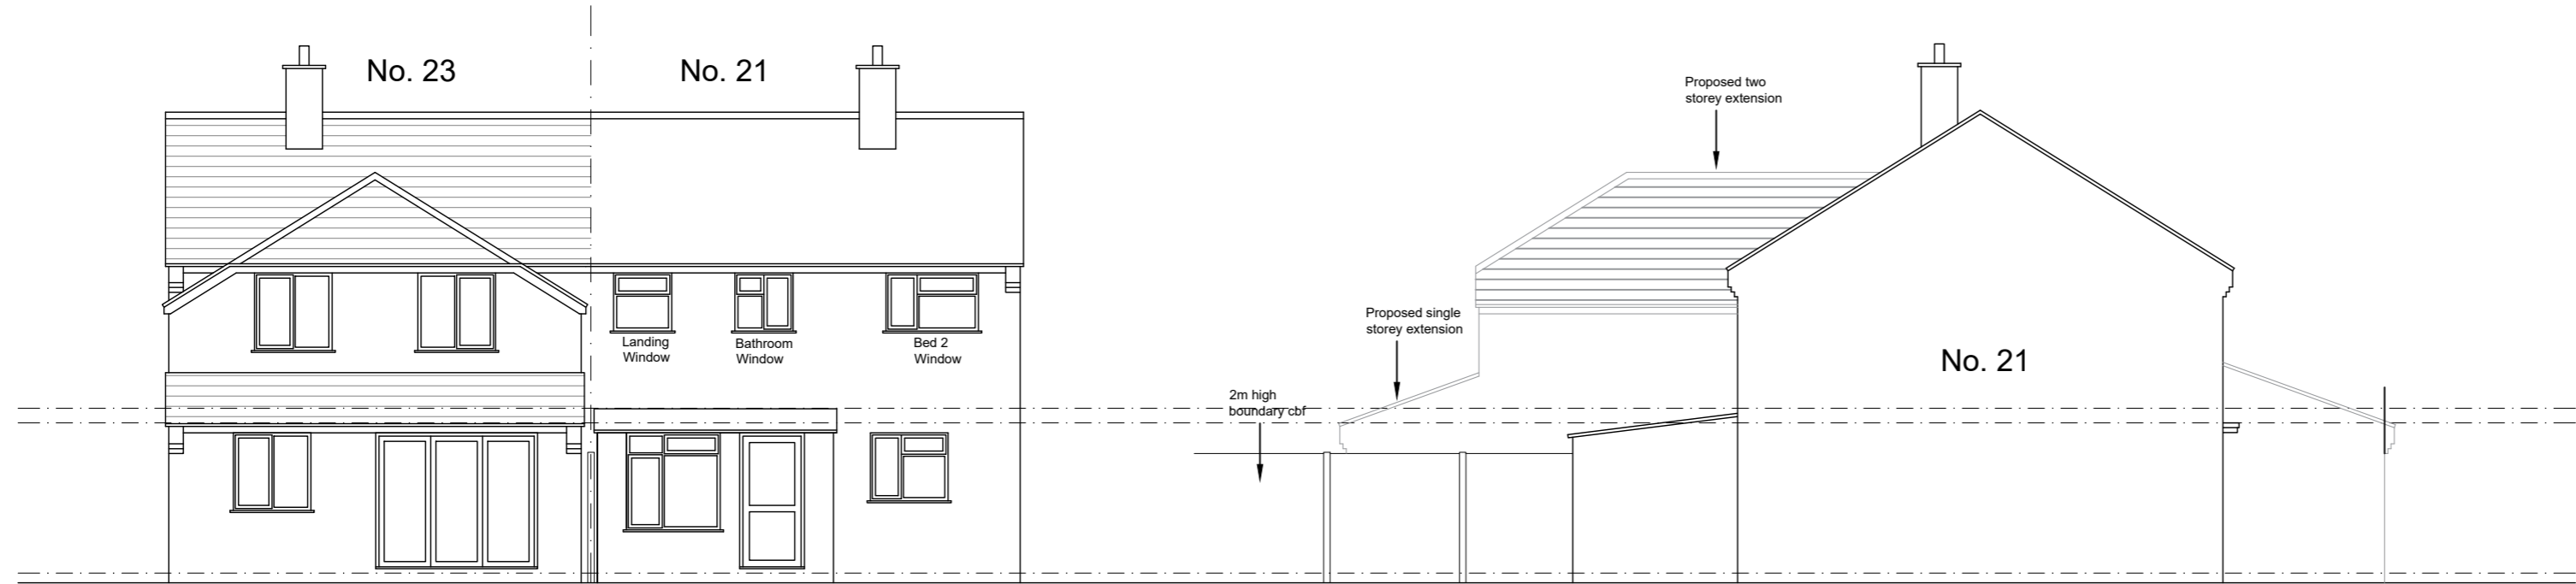 No. 23
No. 21
Landing
Window
Bathroom
Window
Bed 2
Window
Proposed two
storey extension
Proposed single
storey extension
2m high
boundary cbf
No. 21